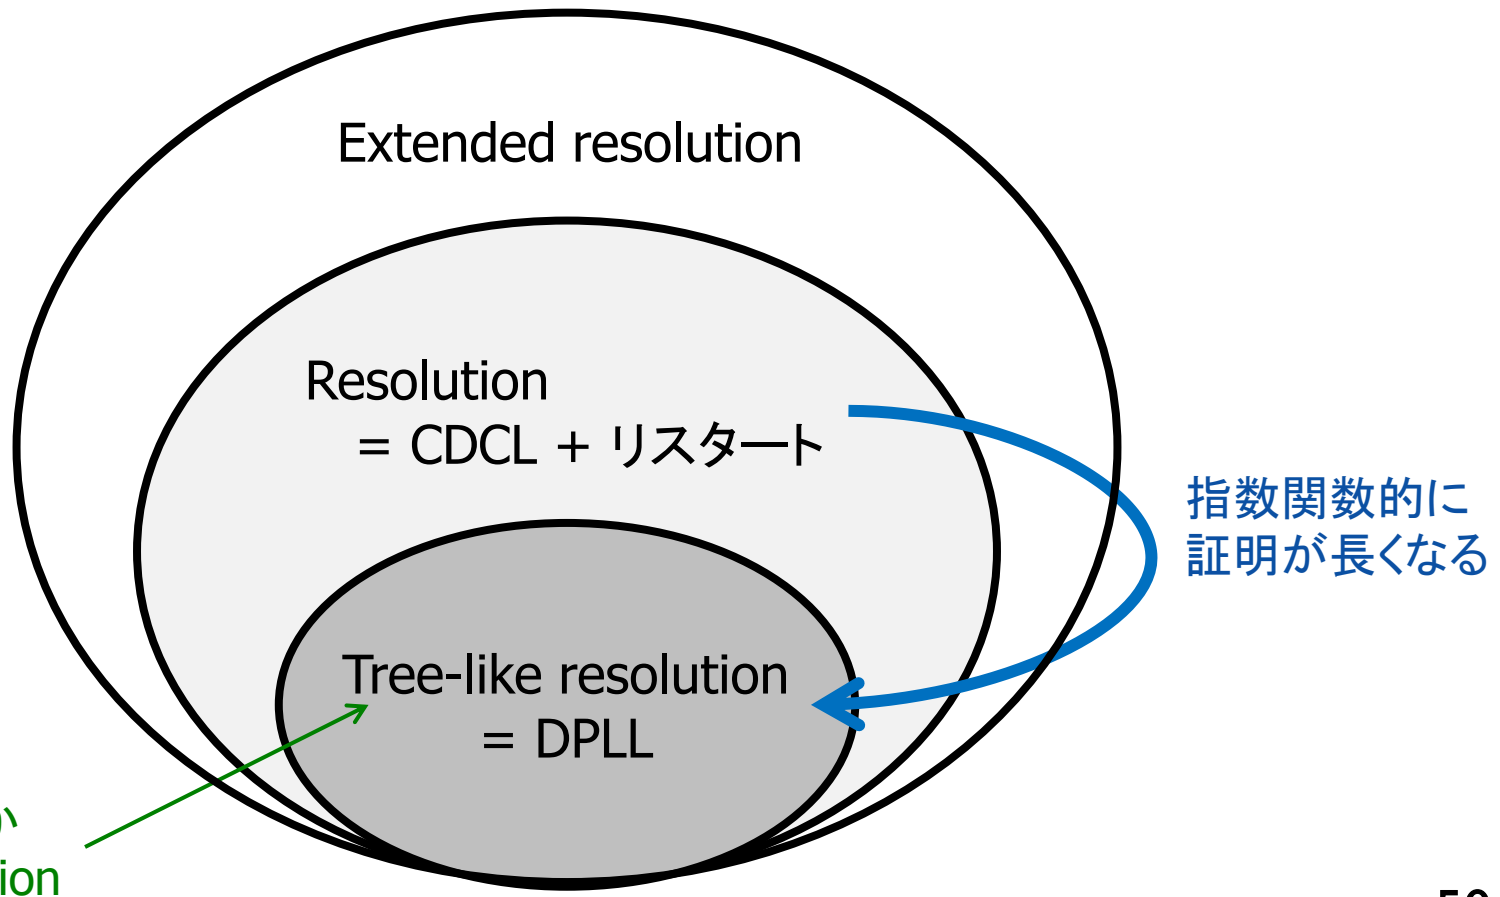 Extended resolution
Resolution
= CDCL + リスタート
指数関数的に
証明が長くなる
Tree-like resolution
= DPLL